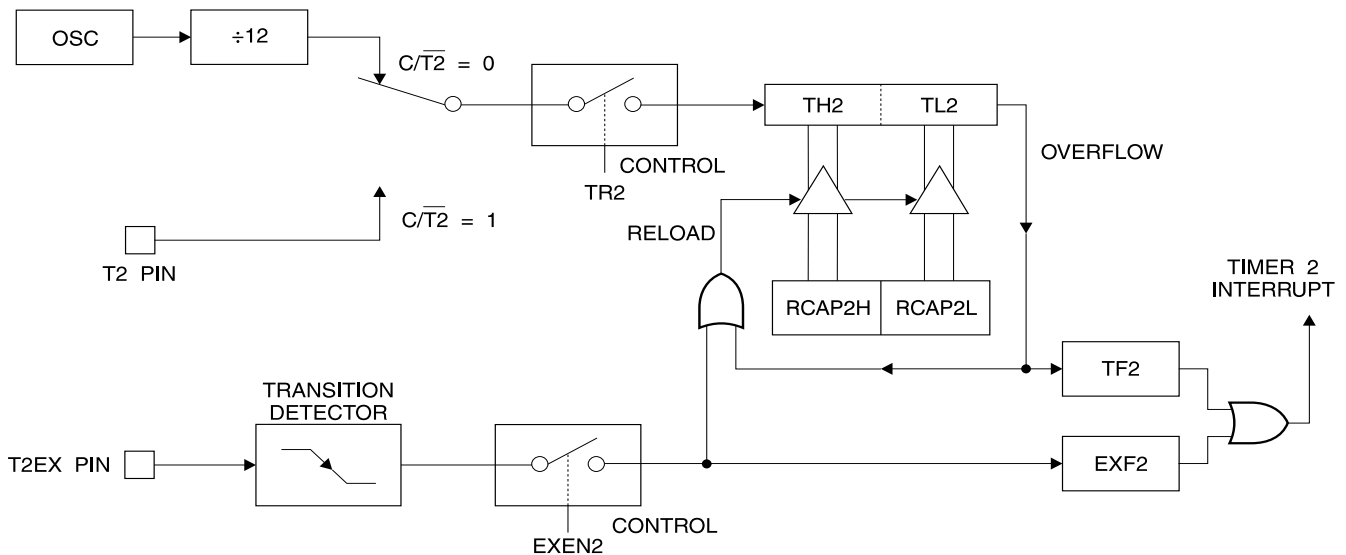 OSC
÷12
C/T2̅ = 0
TH2
TL2
OVERFLOW
CONTROL
TR2
C/T2̅ = 1
T2 PIN
RELOAD
RCAP2H
RCAP2L
TIMER 2
INTERRUPT
TF2
TRANSITION
DETECTOR
T2EX PIN
EXF2
CONTROL
EXEN2